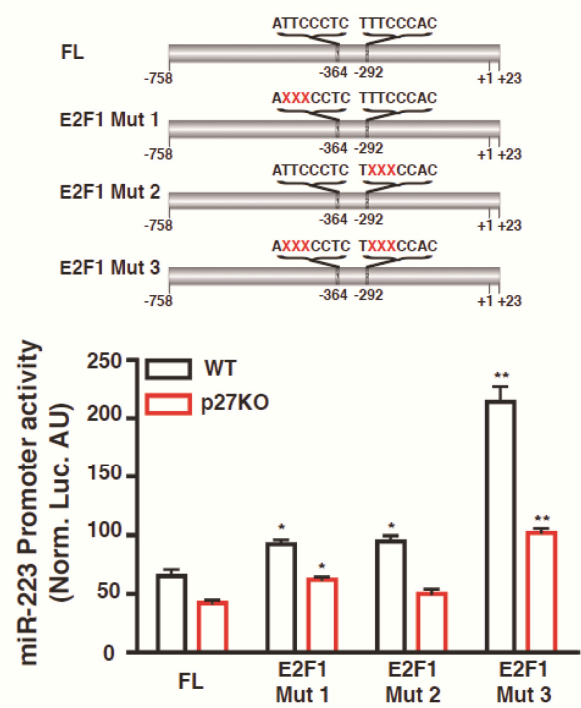 ATTCCCTC TTTCCCAC
FL
-758 -364 -292 +1 +23
AXXXCCTC TTTCCCAC
E2F1 Mut 1
-758 -364 -292 +1 +23
ATTCCCTC TXXXCCAC
E2F1 Mut 2
-758 -364 -292 +1 +23
AXXXCCTC TXXXCCAC
E2F1 Mut 3
-758 -364 -292 +1 +23
miR-223 Promoter activity
(Norm. Luc. AU)
250
200
150
100
50
0
WT
p27KO
*
*
*
**
**
FL
E2F1
Mut 1
E2F1
Mut 2
E2F1
Mut 3